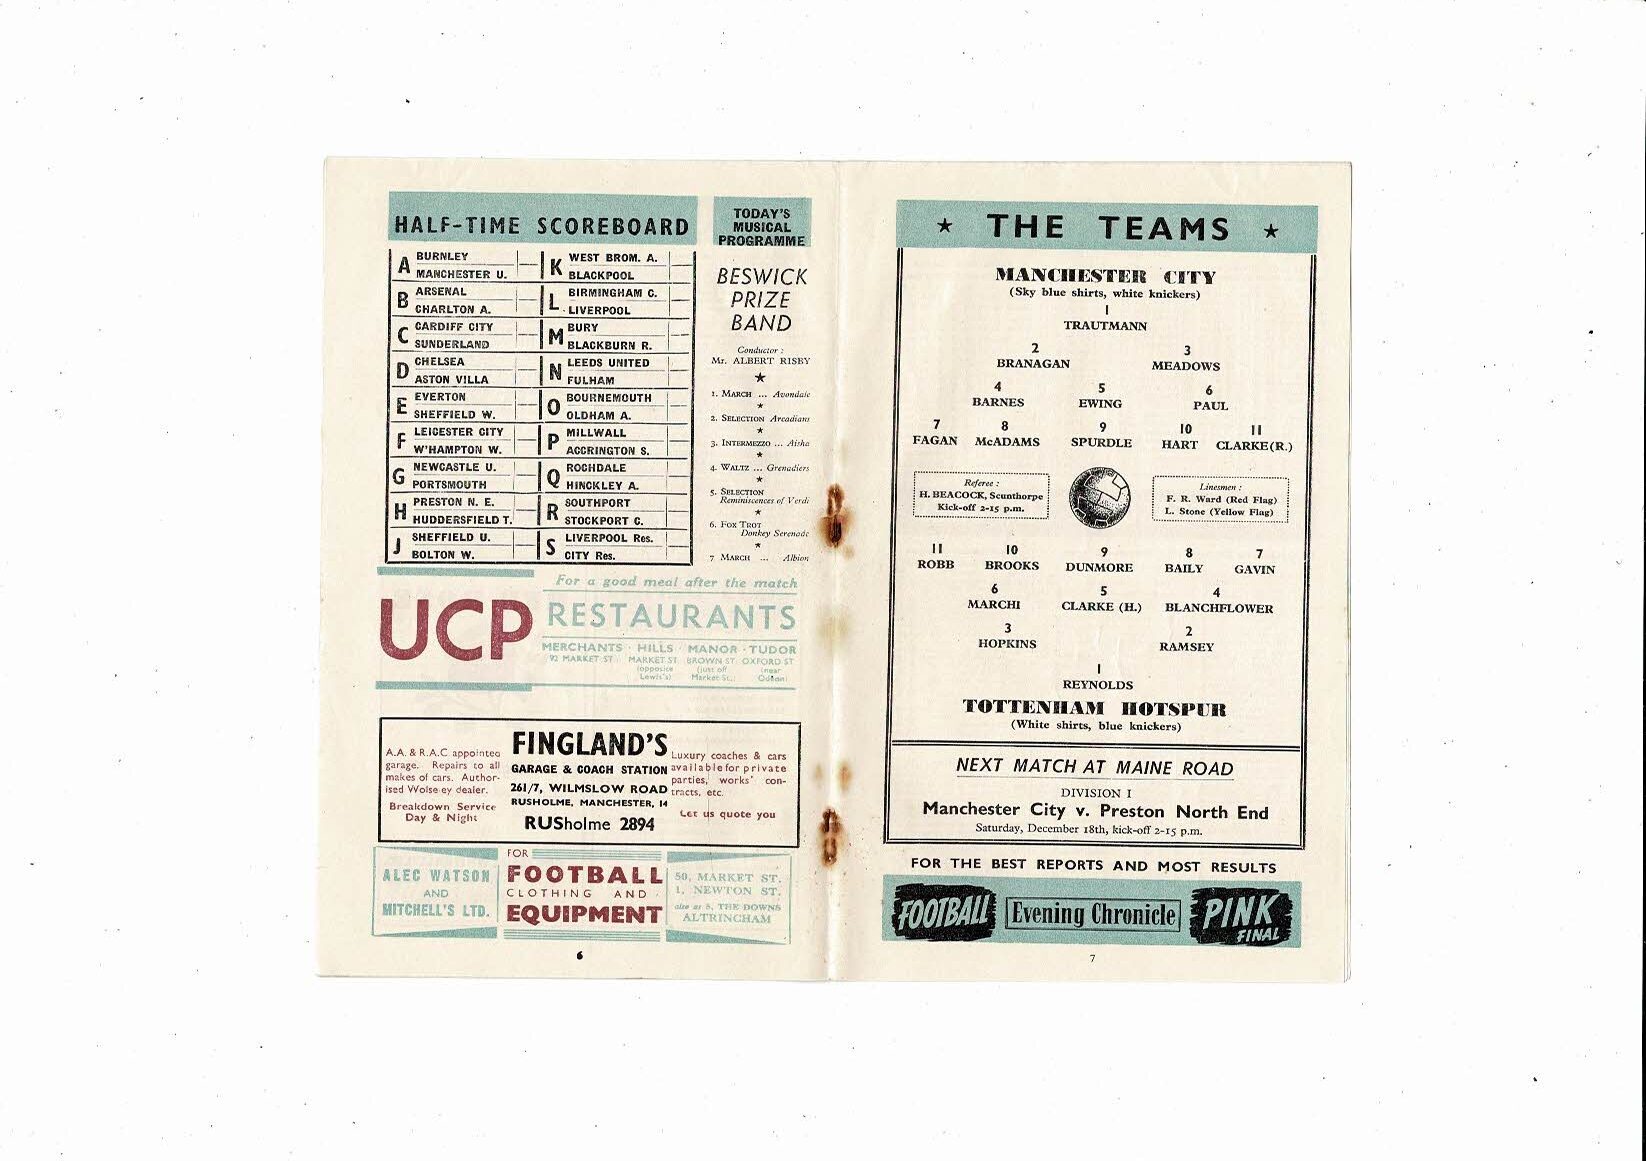 HALF-TIME SCOREBOARD
A BURNLEY
MANCHESTER U.
B ARSENAL
CHARLTON A.
C CARDIFF CITY
SUNDERLAND
D CHELSEA
ASTON VILLA
E EVERTON
SHEFFIELD W.
F LEICESTER CITY
W'HAMPTON W.
G NEWCASTLE U.
PORTSMOUTH
H PRESTON N. E.
HUDDERSFIELD T.
J SHEFFIELD U.
BOLTON W.
K WEST BROM. A.
BLACKPOOL
L BIRMINGHAM C.
LIVERPOOL
M BURY
BLACKBURN R.
N LEEDS UNITED
FULHAM
O BOURNEMOUTH
OLDHAM A.
P MILLWALL
ACCRINGTON S.
Q ROCHDALE
HINCKLEY A.
R SOUTHPORT
STOCKPORT C.
S LIVERPOOL Res.
CITY Res.
TODAY'S
MUSICAL
PROGRAMME
BESWICK
PRIZE
BAND
Conductor :
Mr. ALBERT RISBY
1. MARCH ... Avondale
2. SELECTION Arcadians
3. INTERMEZZO ... Aisha
4. WALTZ ... Grenadiers
5. SELECTION
Reminiscences of Verdi
6. FOX TROT
Donkey Serenade
7 MARCH ... Albion
For a good meal after the match
UCP RESTAURANTS
MERCHANTS · HILLS · MANOR · TUDOR
92 MARKET ST. MARKET ST BROWN ST OXFORD ST
(opposite (just off (near
Lewis's) Market St.) Odeon)
FINGLAND'S
GARAGE & COACH STATION
261/7, WILMSLOW ROAD
RUSHOLME, MANCHESTER, 14
RUSholme 2894
A.A. & R.A.C appointed
garage. Repairs to all
makes of cars. Author-
ised Wolseley dealer.
Breakdown Service
Day & Night
Luxury coaches & cars
available for private
parties, works' con-
tracts, etc.
Let us quote you
ALEC WATSON
AND
MITCHELL'S LTD.
FOR
FOOTBALL
CLOTHING AND
EQUIPMENT
50, MARKET ST.
1, NEWTON ST.
also at 5, THE DOWNS
ALTRINCHAM
6
★ THE TEAMS ★
MANCHESTER CITY
(Sky blue shirts, white knickers)
1
TRAUTMANN
2 3
BRANAGAN MEADOWS
4 5 6
BARNES EWING PAUL
7 8 9 10 11
FAGAN McADAMS SPURDLE HART CLARKE(R.)
Referee :
H. BEACOCK, Scunthorpe
Kick-off 2-15 p.m.
Linesmen :
F. R. Ward (Red Flag)
L. Stone (Yellow Flag)
11 10 9 8 7
ROBB BROOKS DUNMORE BAILY GAVIN
6 5 4
MARCHI CLARKE (H.) BLANCHFLOWER
3 2
HOPKINS RAMSEY
1
REYNOLDS
TOTTENHAM HOTSPUR
(White shirts, blue knickers)
NEXT MATCH AT MAINE ROAD
DIVISION I
Manchester City v. Preston North End
Saturday, December 18th, kick-off 2-15 p.m.
FOR THE BEST REPORTS AND MOST RESULTS
FOOTBALL Evening Chronicle PINK
FINAL
7